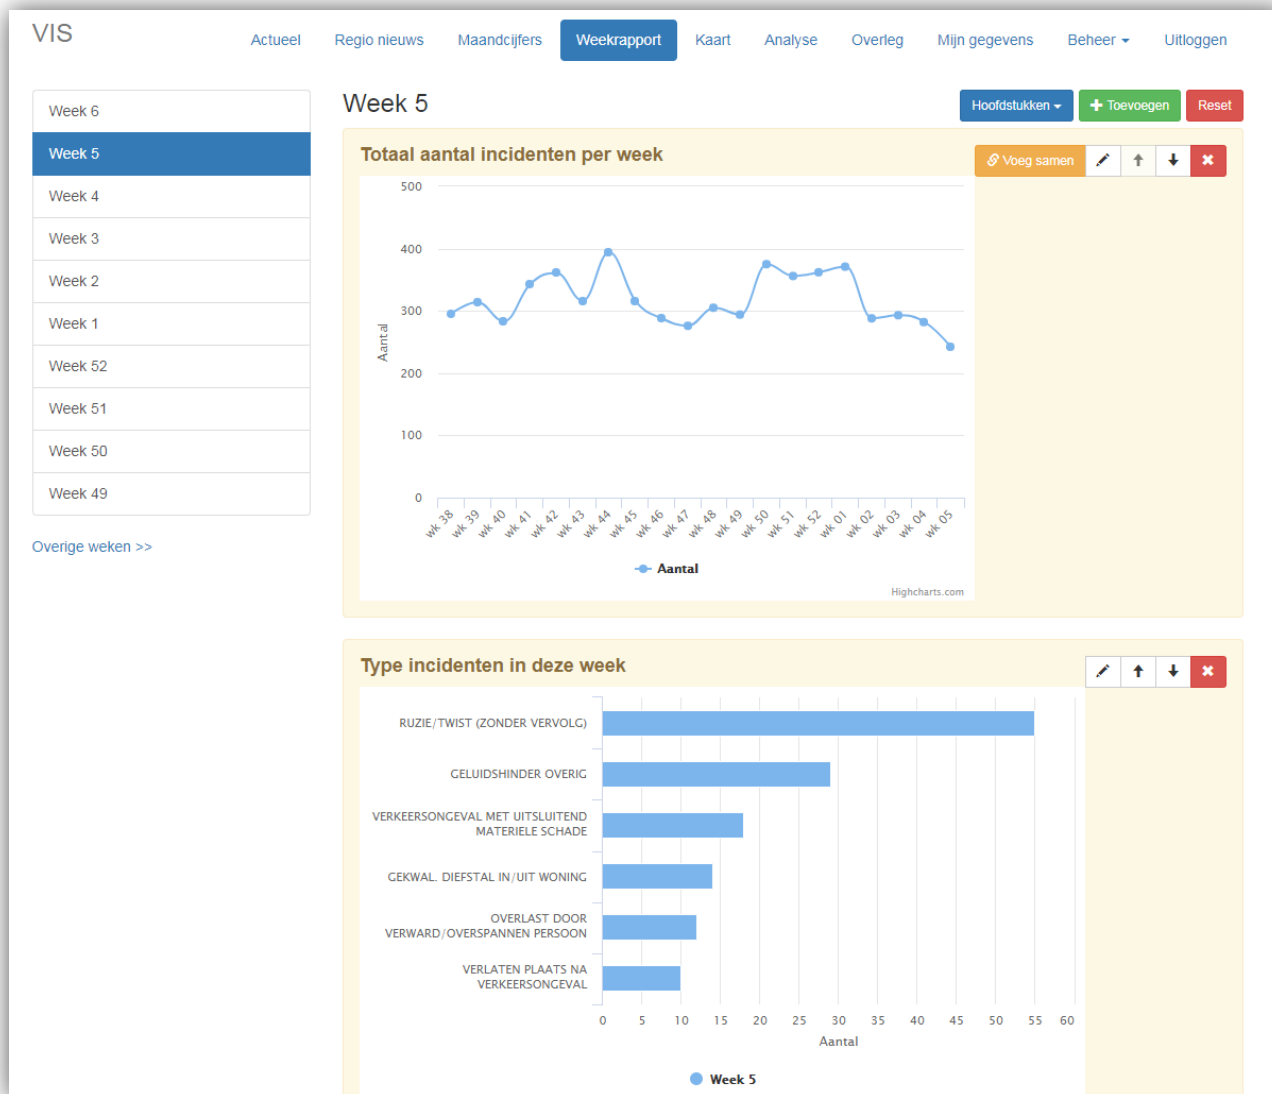 VIS
Actueel
Regio nieuws
Maandcijfers
Weekrapport
Kaart
Analyse
Overleg
Mijn gegevens
Beheer
Uitloggen
Week 6
Week 5
Week 4
Week 3
Week 2
Week 1
Week 52
Week 51
Week 50
Week 49
Overige weken >>
Week 5
Hoofdstukken
Toevoegen
Reset
Totaal aantal incidenten per week
Voeg samen
500
400
300
200
100
0
Aantal
wk 38
wk 39
wk 40
wk 41
wk 42
wk 43
wk 44
wk 45
wk 46
wk 47
wk 48
wk 49
wk 50
wk 51
wk 52
wk 01
wk 02
wk 03
wk 04
wk 05
Aantal
Highcharts.com
Type incidenten in deze week
RUZIE/TWIST (ZONDER VERVOLG)
GELUIDSHINDER OVERIG
VERKEERSONGEVAL MET UITSLUITEND
MATERIELE SCHADE
GEKWAL. DIEFSTAL IN/UIT WONING
OVERLAST DOOR
VERWARD/OVERSPANNEN PERSOON
VERLATEN PLAATS NA
VERKEERSONGEVAL
0 5 10 15 20 25 30 35 40 45 50 55 60
Aantal
Week 5